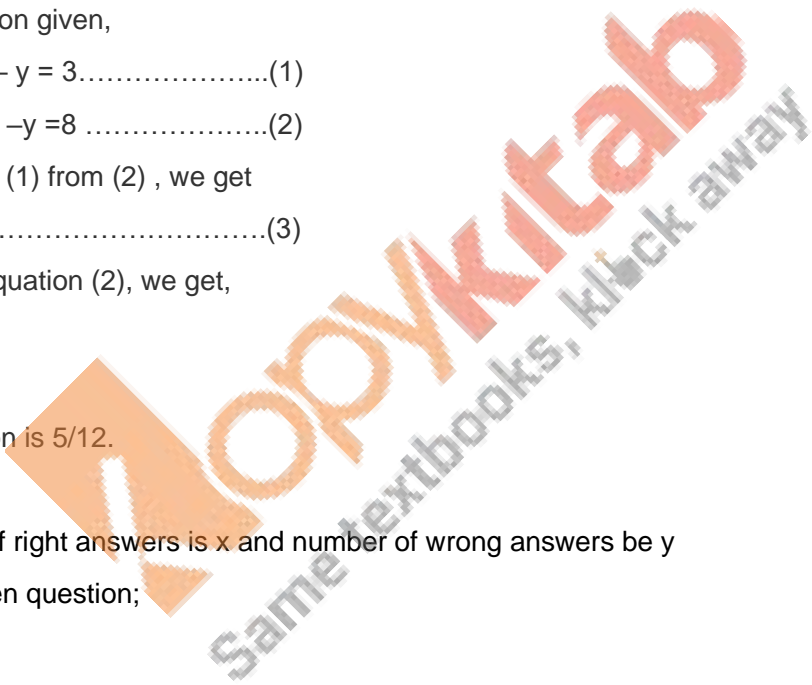 on given,
– y = 3…………………...(1)
–y =8 ………………….(2)
(1) from (2) , we get
……………………………….(3)
quation (2), we get,
n is 5/12.
f right answers is x and number of wrong answers be y
en question;
kopykitab
Same textbooks, klick away